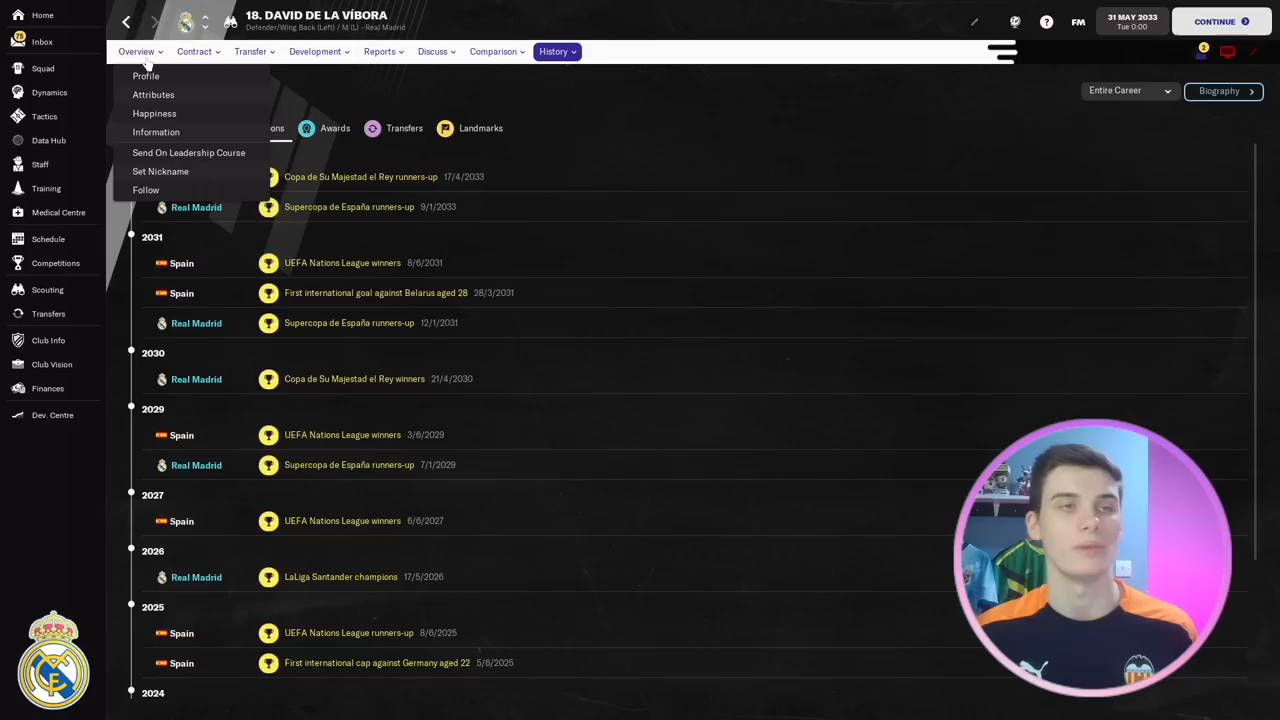 Home
18. DAVID DE LA VÍBORA
Defender/Wing Back (Left) / M (L) - Real Madrid
FM
31 MAY 2033
Tue 0:00
CONTINUE
75
Inbox
Overview
Contract
Transfer
Development
Reports
Discuss
Comparison
History
2
Squad
Dynamics
Tactics
Data Hub
Staff
Training
Medical Centre
Schedule
Competitions
Scouting
Transfers
Club Info
Club Vision
Finances
Dev. Centre
Profile
Attributes
Happiness
Information
Send On Leadership Course
Set Nickname
Follow
Entire Career
Biography
ons
Awards
Transfers
Landmarks
Copa de Su Majestad el Rey runners-up 17/4/2033
Real Madrid Supercopa de España runners-up 9/1/2033
2031
Spain UEFA Nations League winners 8/6/2031
Spain First international goal against Belarus aged 28 28/3/2031
Real Madrid Supercopa de España runners-up 12/1/2031
2030
Real Madrid Copa de Su Majestad el Rey winners 21/4/2030
2029
Spain UEFA Nations League winners 3/6/2029
Real Madrid Supercopa de España runners-up 7/1/2029
2027
Spain UEFA Nations League winners 6/6/2027
2026
Real Madrid LaLiga Santander champions 17/5/2026
2025
Spain UEFA Nations League runners-up 8/6/2025
Spain First international cap against Germany aged 22 5/6/2025
2024